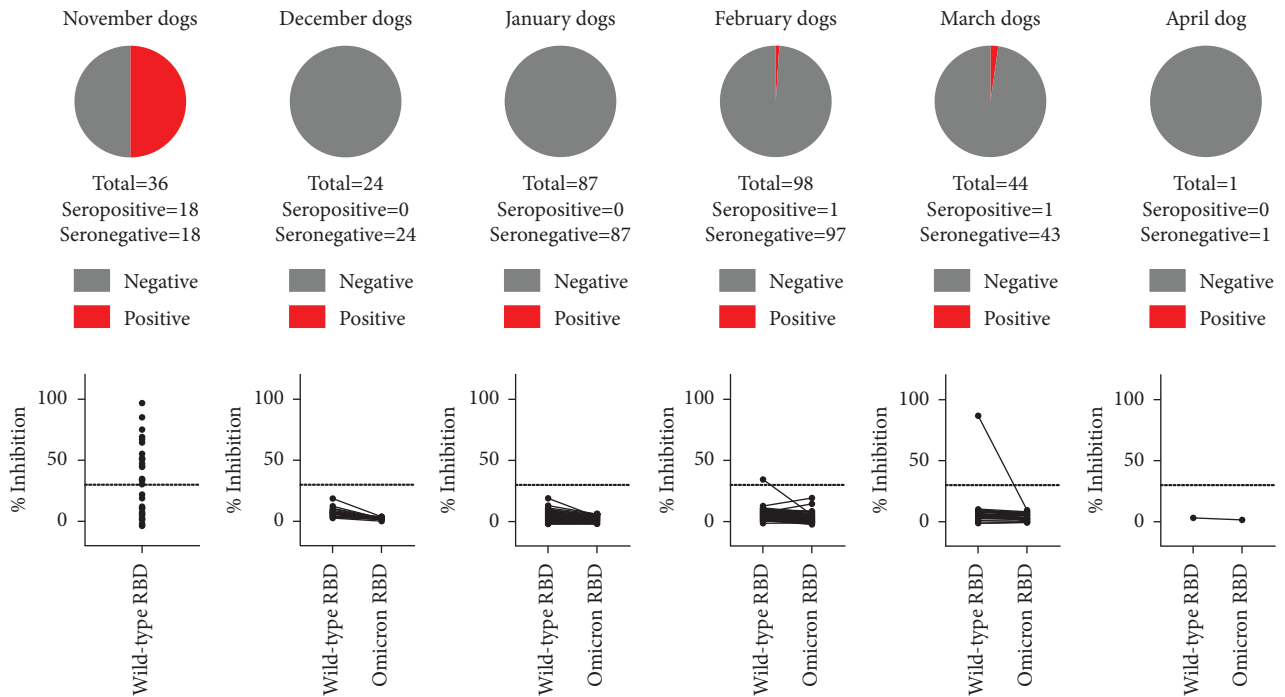 November dogs
Total=36
Seropositive=18
Seronegative=18
Negative
Positive
December dogs
Total=24
Seropositive=0
Seronegative=24
Negative
Positive
January dogs
Total=87
Seropositive=0
Seronegative=87
Negative
Positive
February dogs
Total=98
Seropositive=1
Seronegative=97
Negative
Positive
March dogs
Total=44
Seropositive=1
Seronegative=43
Negative
Positive
April dog
Total=1
Seropositive=0
Seronegative=1
Negative
Positive
% Inhibition
100
50
0
Wild-type RBD
% Inhibition
100
50
0
Wild-type RBD
Omicron RBD
% Inhibition
100
50
0
Wild-type RBD
Omicron RBD
% Inhibition
100
50
0
Wild-type RBD
Omicron RBD
% Inhibition
100
50
0
Wild-type RBD
Omicron RBD
% Inhibition
100
50
0
Wild-type RBD
Omicron RBD